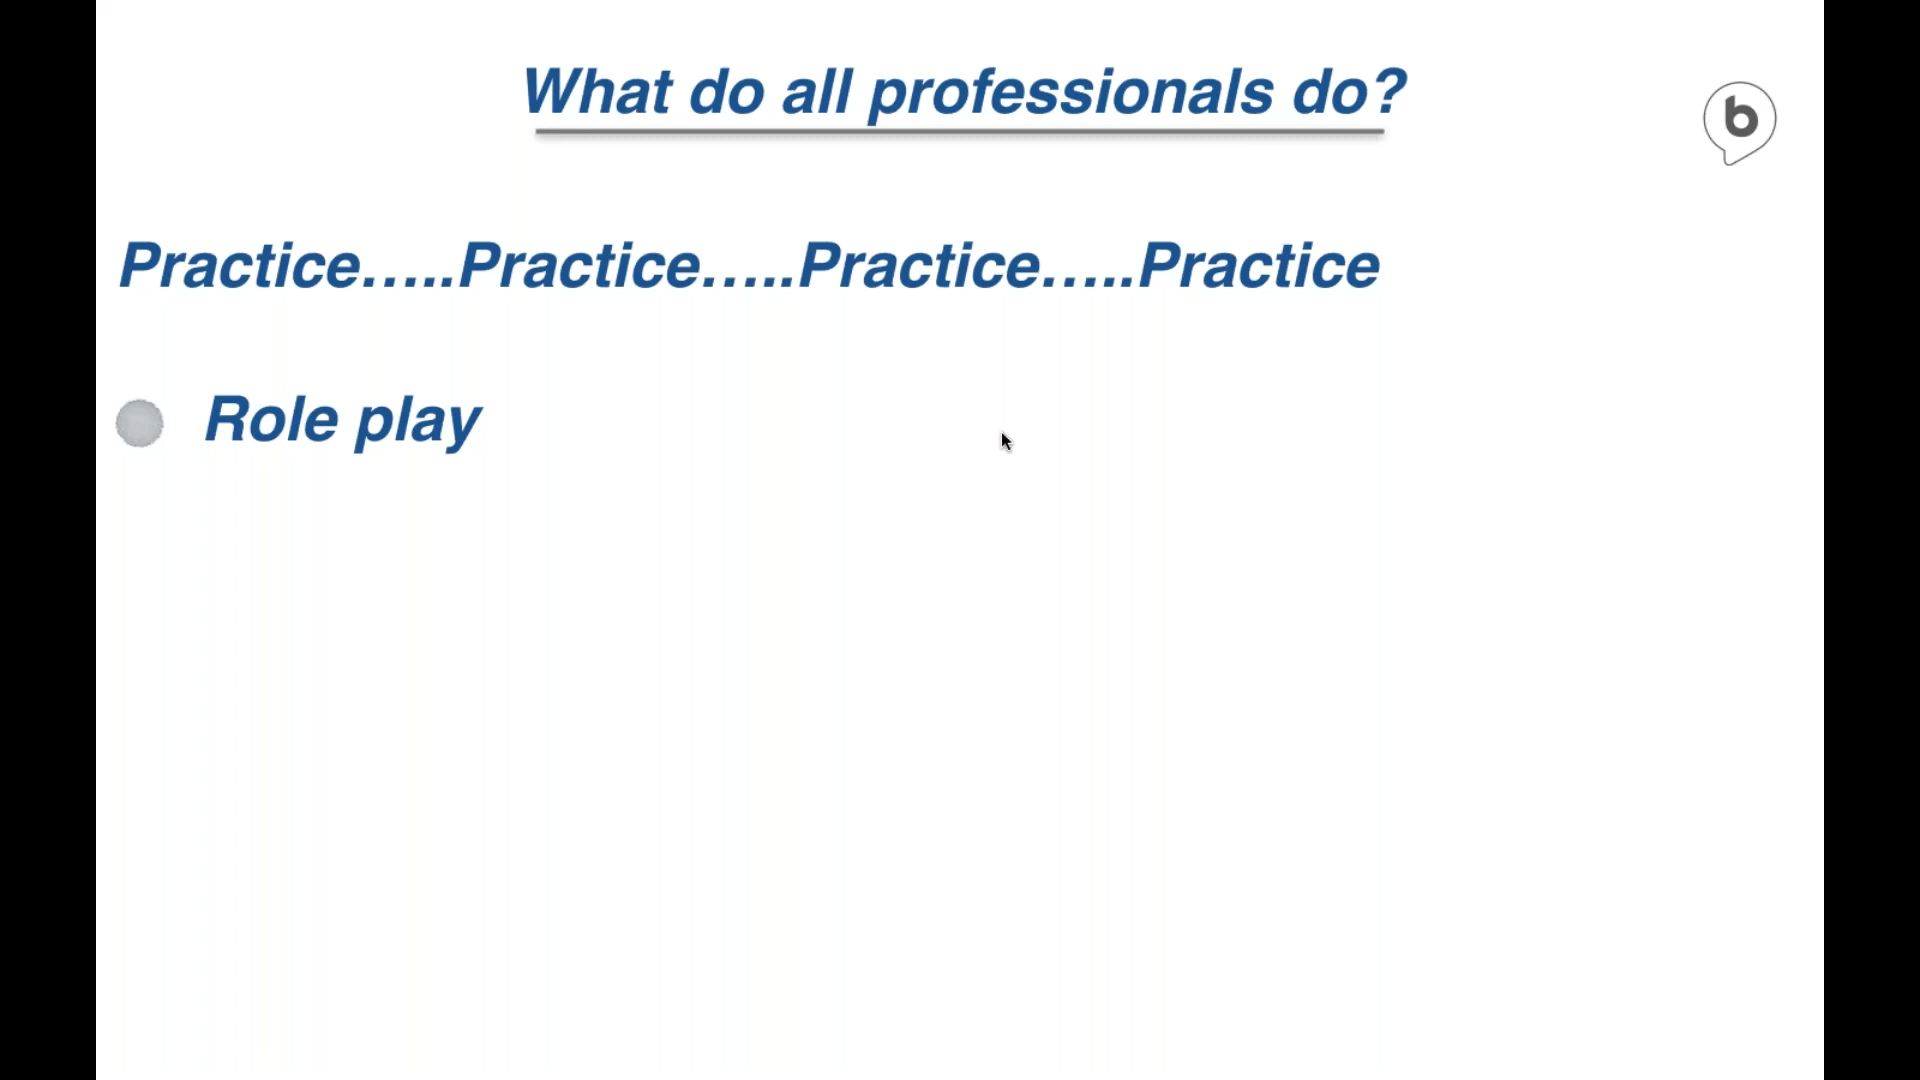 What do all professionals do?
b
Practice.....Practice.....Practice.....Practice
Role play